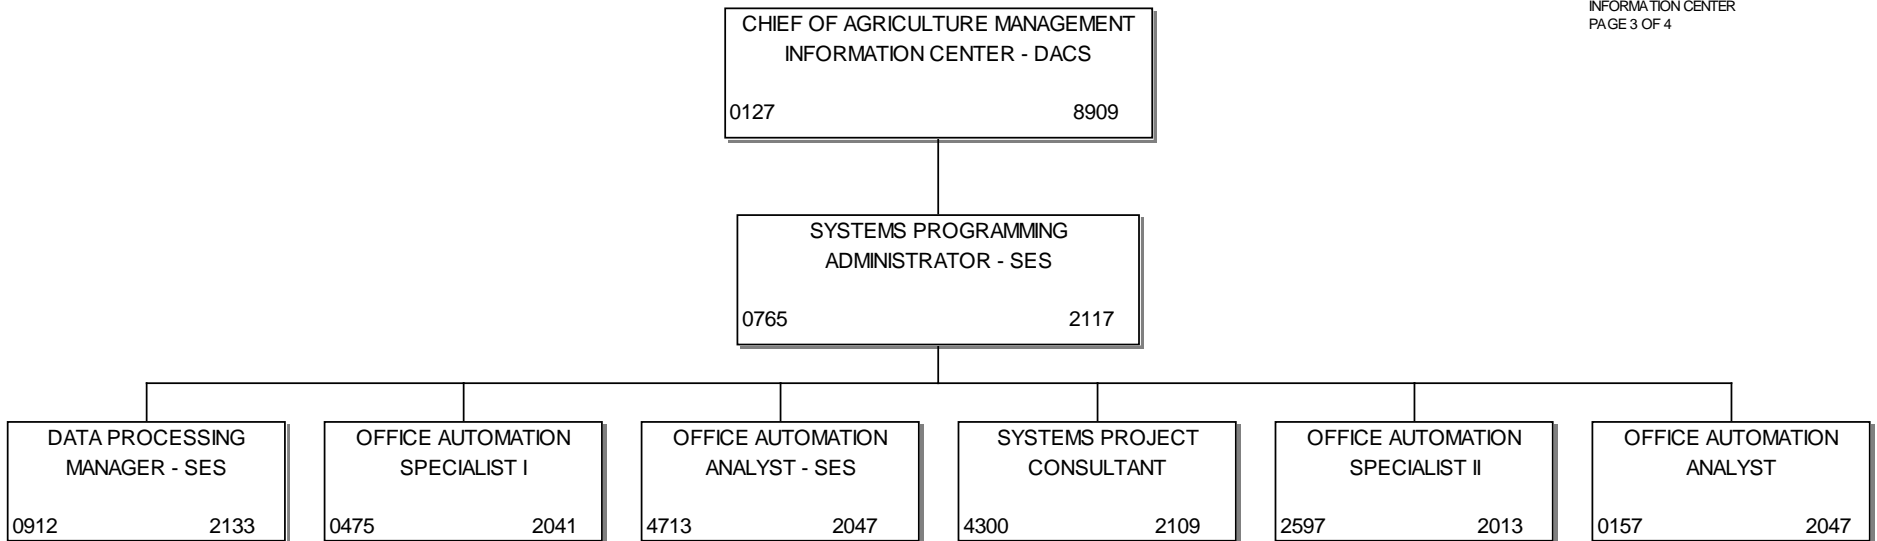 INFORMATION CENTER
PAGE 3 OF 4
CHIEF OF AGRICULTURE MANAGEMENT
INFORMATION CENTER - DACS
0127 8909
SYSTEMS PROGRAMMING
ADMINISTRATOR - SES
0765 2117
DATA PROCESSING
MANAGER - SES
0912 2133
OFFICE AUTOMATION
SPECIALIST I
0475 2041
OFFICE AUTOMATION
ANALYST - SES
4713 2047
SYSTEMS PROJECT
CONSULTANT
4300 2109
OFFICE AUTOMATION
SPECIALIST II
2597 2013
OFFICE AUTOMATION
ANALYST
0157 2047